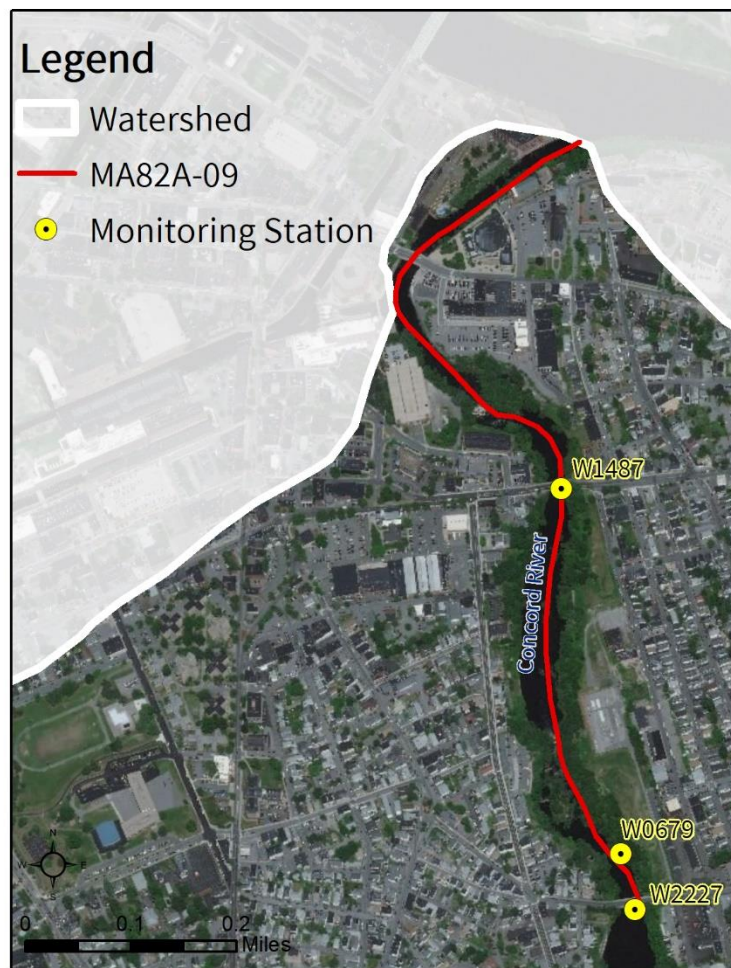 Legend
Watershed
MA82A-09
Monitoring Station
W1487
Concord River
W0679
W2227
N
W E
S
0 0.1 0.2
Miles